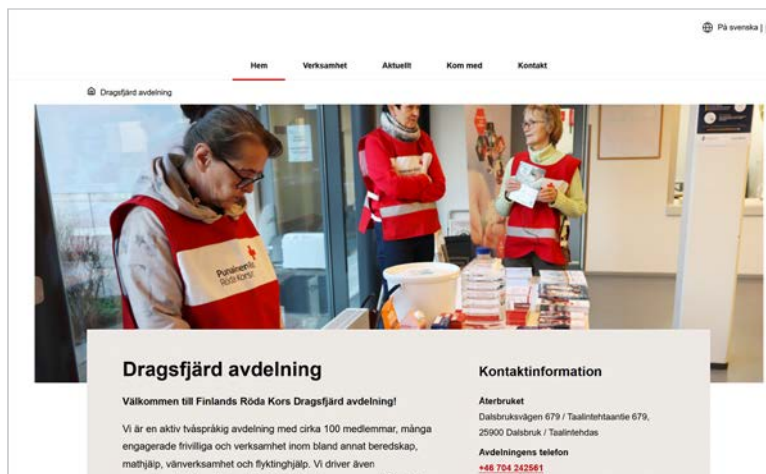 På svenska |
Hem Verksamhet Aktuellt Kom med Kontakt
Dragsfjärd avdelning
Punainen
Röda Korset
Dragsfjärd avdelning
Välkommen till Finlands Röda Kors Dragsfjärd avdelning!
Vi är en aktiv tvåspråkig avdelning med cirka 100 medlemmar, många
engagerade frivilliga och verksamhet inom bland annat beredskap,
mathjälp, vänverksamhet och flyktinghjälp. Vi driver även
Kontaktinformation
Återbruket
Dalsbruksvägen 679 / Taalintehtaantie 679,
25900 Dalsbruk / Taalintehdas
Avdelningens telefon
+46 704 242561